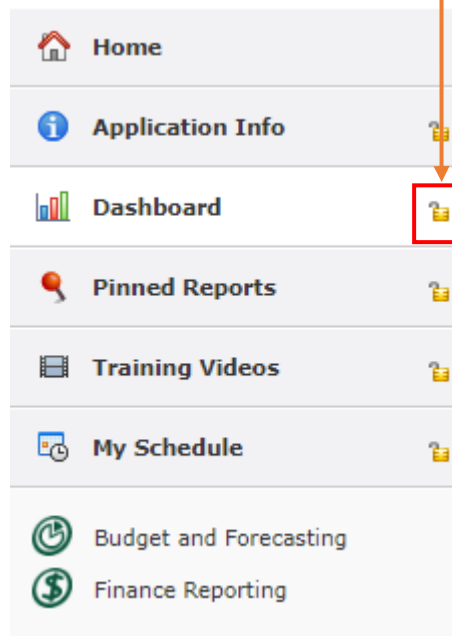 Home
Application Info
Dashboard
Pinned Reports
Training Videos
My Schedule
Budget and Forecasting
Finance Reporting